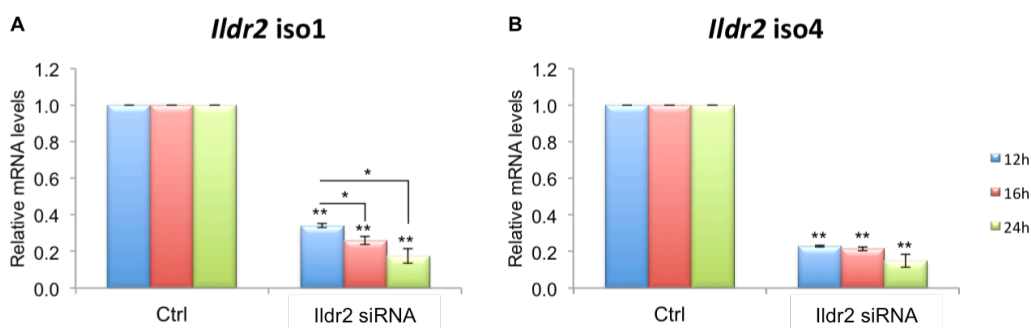 A
Ildr2 iso1
Relative mRNA levels
1.2
1.0
0.8
0.6
0.4
0.2
0.0
*
*
**
**
**
Ctrl
Ildr2 siRNA
B
Ildr2 iso4
Relative mRNA levels
1.2
1.0
0.8
0.6
0.4
0.2
0.0
**
**
**
Ctrl
Ildr2 siRNA
12h
16h
24h